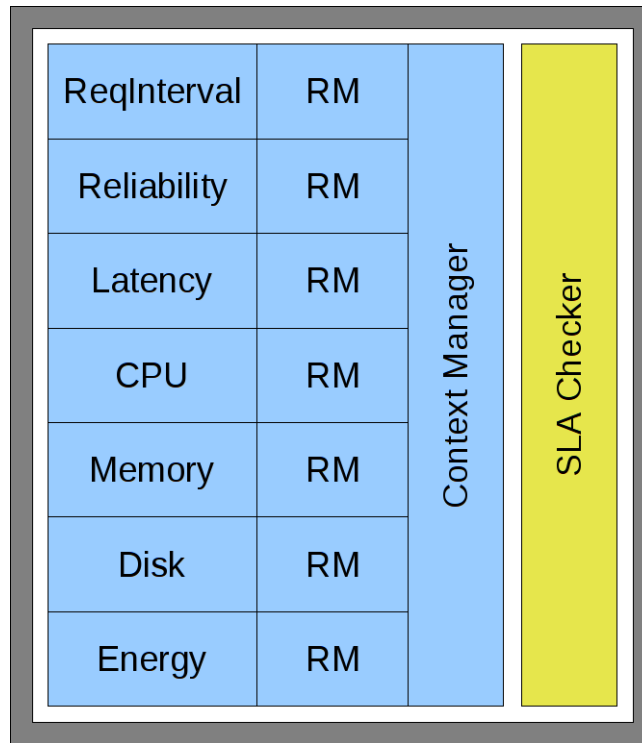 ReqInterval RM
Reliability RM
Latency RM
CPU RM
Memory RM
Disk RM
Energy RM
Context Manager
SLA Checker